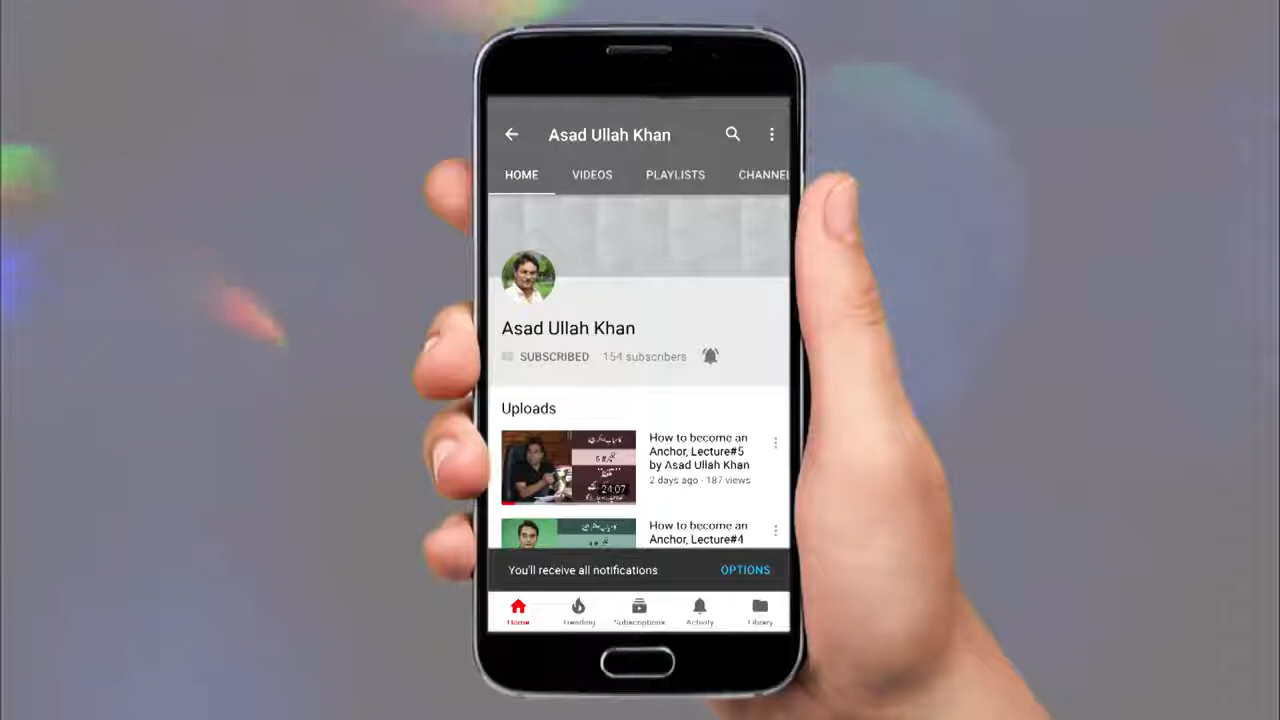 Asad Ullah Khan
HOME VIDEOS PLAYLISTS CHANNEL
Asad Ullah Khan
SUBSCRIBED 154 subscribers
Uploads
How to become an
Anchor, Lecture#5
by Asad Ullah Khan
2 days ago · 187 views
24:07
How to become an
Anchor, Lecture#4
You'll receive all notifications OPTIONS
Home Trending Subscriptions Activity Library